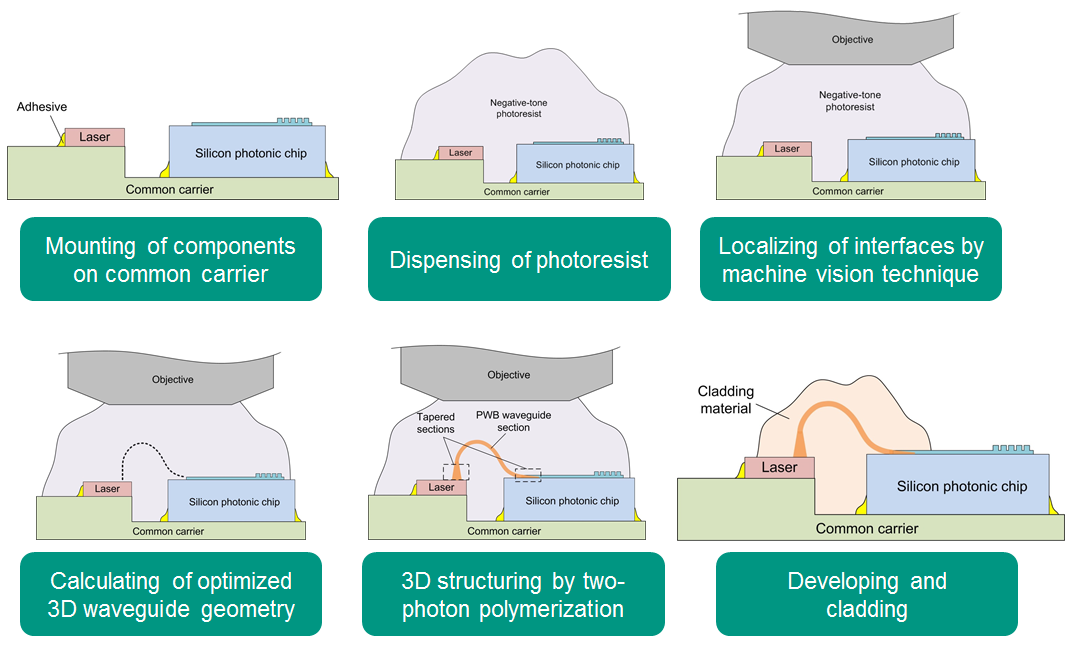 Adhesive
Laser
Silicon photonic chip
Common carrier
Mounting of components
on common carrier
Negative-tone
photoresist
Laser
Silicon photonic chip
Common carrier
Dispensing of photoresist
Objective
Negative-tone
photoresist
Laser
Silicon photonic chip
Common carrier
Localizing of interfaces by
machine vision technique
Objective
Laser
Silicon photonic chip
Common carrier
Calculating of optimized
3D waveguide geometry
Objective
Tapered
sections
PWB waveguide
section
Laser
Silicon photonic chip
Common carrier
3D structuring by two-
photon polymerization
Cladding
material
Laser
Silicon photonic chip
Common carrier
Developing and
cladding